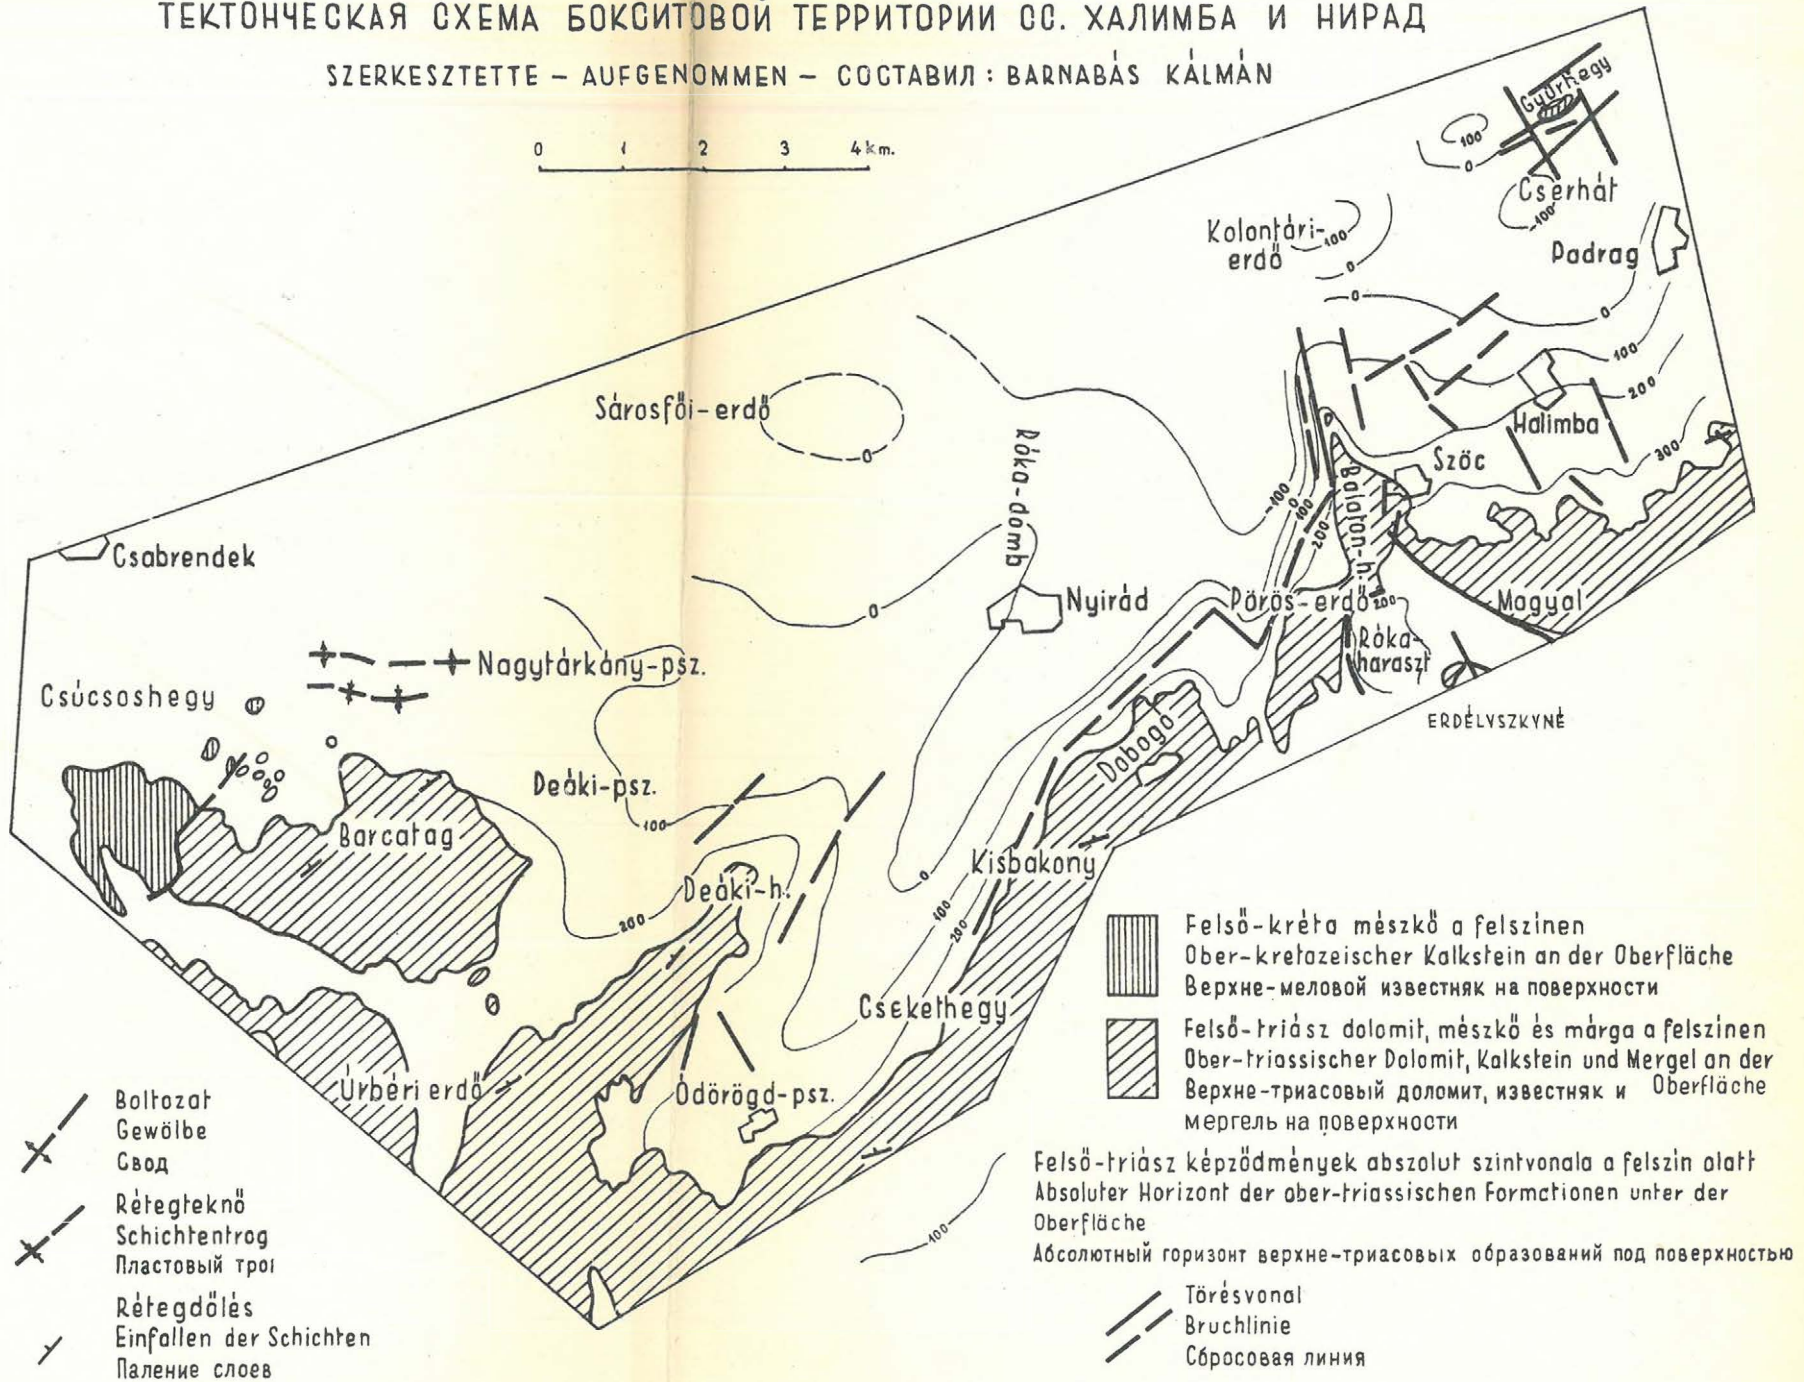 ТЕКТОНЧЕСКАЯ СХЕМА БОКСИТОВОЙ ТЕРРИТОРИИ СС. ХАЛИМБА И НИРАД
SZERKESZTETTE – AUFGENOMMEN – СОСТАВИЛ : BARNABÁS KÁLMÁN
0 1 2 3 4 km.
Győrhegy
100
0
Cserhát
-100
Padrag
Kolontári-
erdő
-100
0
0
0
100
200
Halimba
300
Szőc
Sárosfői-erdő
0
Róka-domb
Balaton-h.
-100
0
100
200
Csabrendek
Nyirád
0
Pörös-erdő
200
Magyal
Róka-
haraszt
ERDÉLYSZKYNÉ
Nagytárkány-psz.
Csúcsoshegy
Dobogó
Deáki-psz.
100
Barcatag
Kisbakony
0
Deáki-h.
200
100
200
Csekethegy
Úrbéri erdő
Ódörögd-psz.
Felső-kréta mészkő a felszinen
Ober-kretazeischer Kalkstein an der Oberfläche
Верхне-меловой известняк на поверхности
Felső-triász dolomit, mészkő és márga a felszinen
Ober-triassischer Dolomit, Kalkstein und Mergel an der
Верхне-триасовый доломит, известняк и Oberfläche
мергель на поверхности
Boltozat
Gewölbe
Свод
Rétegteknő
Schichtentrog
Пластовый трог
Rétegdőlés
Einfallen der Schichten
Паление слоев
-100
Felső-triász képződmények abszolut szintvonala a felszin alatt
Absoluter Horizont der ober-triassischen Formationen unter der
Oberfläche
Абсолютный горизонт верхне-триасовых образований под поверхностью
Törésvonal
Bruchlinie
Сбросовая линия